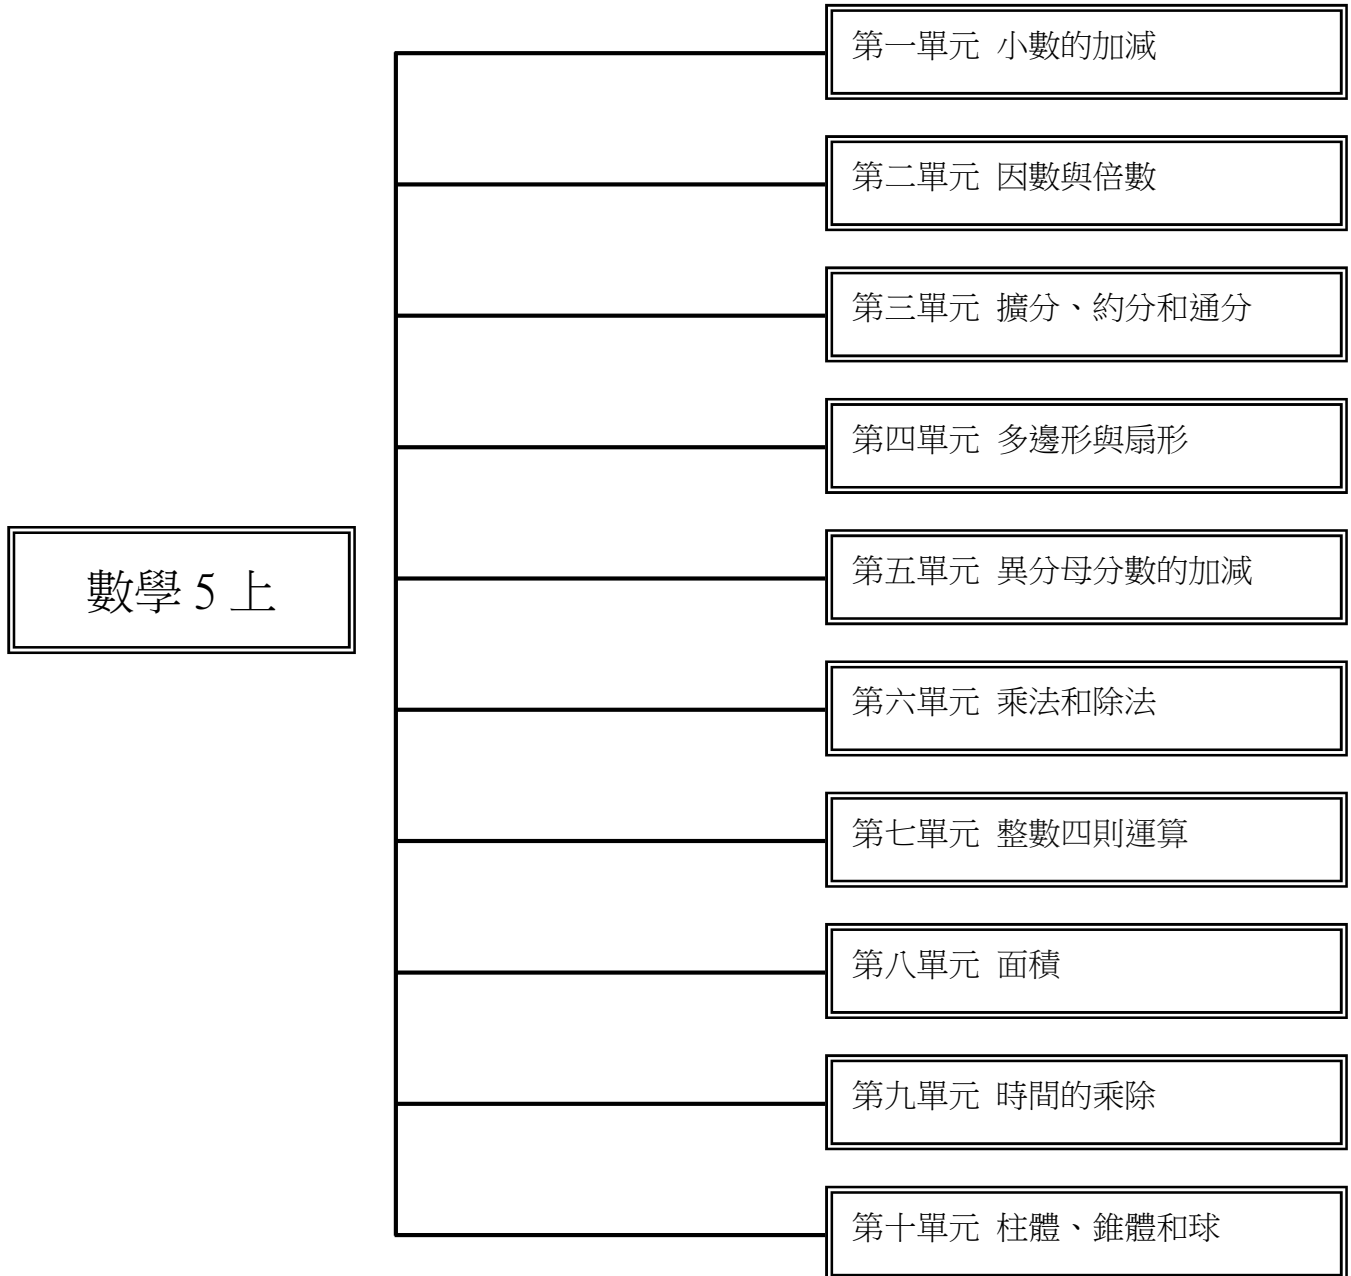 第一單元 小數的加減
第二單元 因數與倍數
第三單元 擴分、約分和通分
第四單元 多邊形與扇形
數學 5 上
第五單元 異分母分數的加減
第六單元 乘法和除法
第七單元 整數四則運算
第八單元 面積
第九單元 時間的乘除
第十單元 柱體、錐體和球